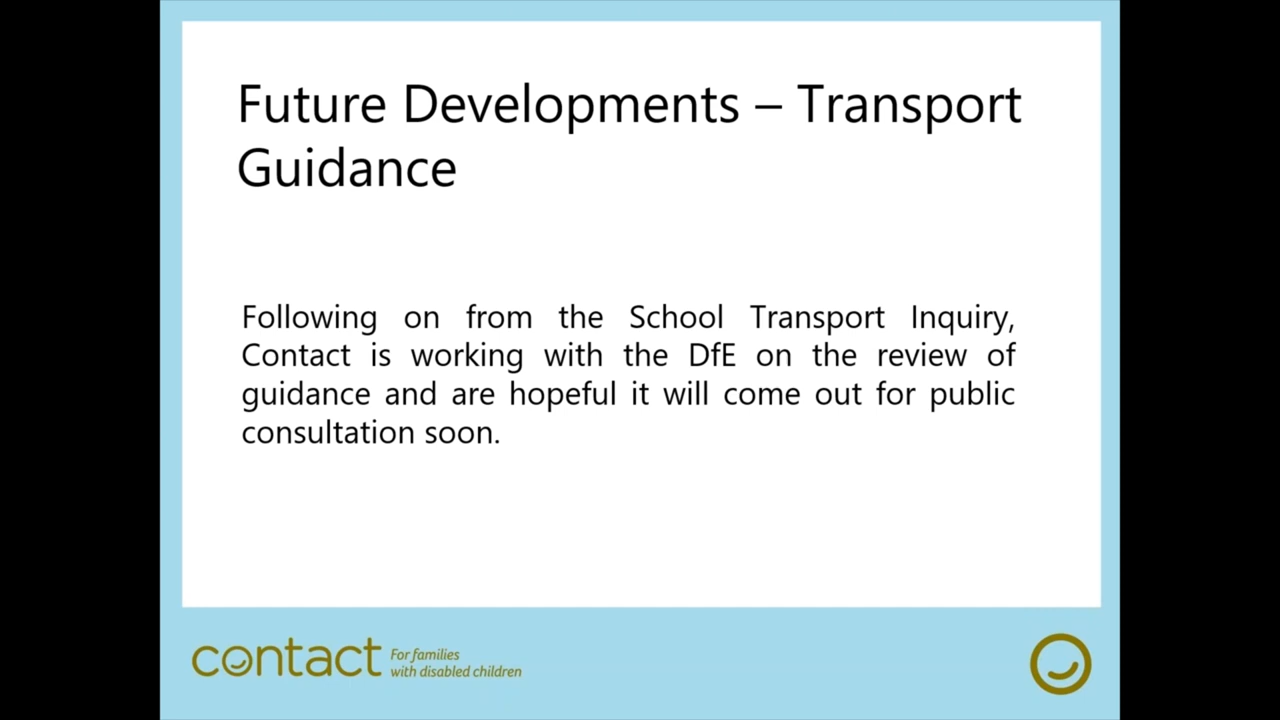 Future Developments – Transport
Guidance
Following on from the School Transport Inquiry,
Contact is working with the DfE on the review of
guidance and are hopeful it will come out for public
consultation soon.
contact
For families
with disabled children